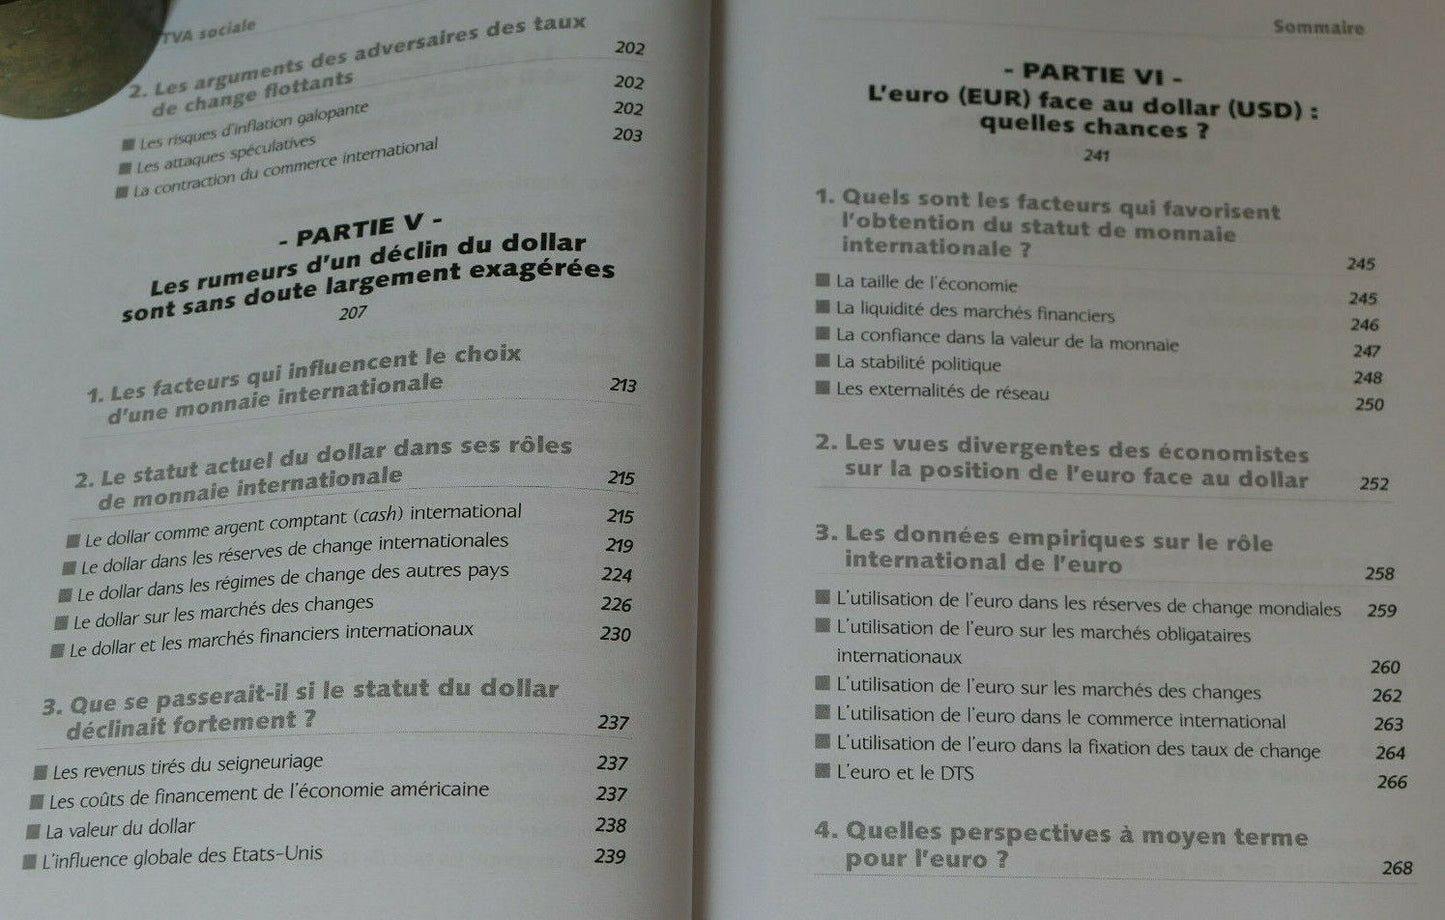 TVA sociale
2. Les arguments des adversaires des taux
de change flottants 202
■ Les risques d'inflation galopante 202
■ Les attaques spéculatives 202
■ La contraction du commerce international 203
- PARTIE V -
Les rumeurs d'un déclin du dollar
sont sans doute largement exagérées
207
1. Les facteurs qui influencent le choix
d'une monnaie internationale 213
2. Le statut actuel du dollar dans ses rôles
de monnaie internationale 215
■ Le dollar comme argent comptant (cash) international 215
■ Le dollar dans les réserves de change internationales 219
■ Le dollar dans les régimes de change des autres pays 224
■ Le dollar sur les marchés des changes 226
■ Le dollar et les marchés financiers internationaux 230
3. Que se passerait-il si le statut du dollar
déclinait fortement ? 237
■ Les revenus tirés du seigneuriage 237
■ Les coûts de financement de l'économie américaine 237
■ La valeur du dollar 238
■ L'influence globale des Etats-Unis 239
Sommaire
- PARTIE VI -
L'euro (EUR) face au dollar (USD) :
quelles chances ?
241
1. Quels sont les facteurs qui favorisent
l'obtention du statut de monnaie
internationale ? 245
■ La taille de l'économie 245
■ La liquidité des marchés financiers 246
■ La confiance dans la valeur de la monnaie 247
■ La stabilité politique 248
■ Les externalités de réseau 250
2. Les vues divergentes des économistes
sur la position de l'euro face au dollar 252
3. Les données empiriques sur le rôle
international de l'euro 258
■ L'utilisation de l'euro dans les réserves de change mondiales 259
■ L'utilisation de l'euro sur les marchés obligataires
internationaux 260
■ L'utilisation de l'euro sur les marchés des changes 262
■ L'utilisation de l'euro dans le commerce international 263
■ L'utilisation de l'euro dans la fixation des taux de change 264
■ L'euro et le DTS 266
4. Quelles perspectives à moyen terme
pour l'euro ? 268